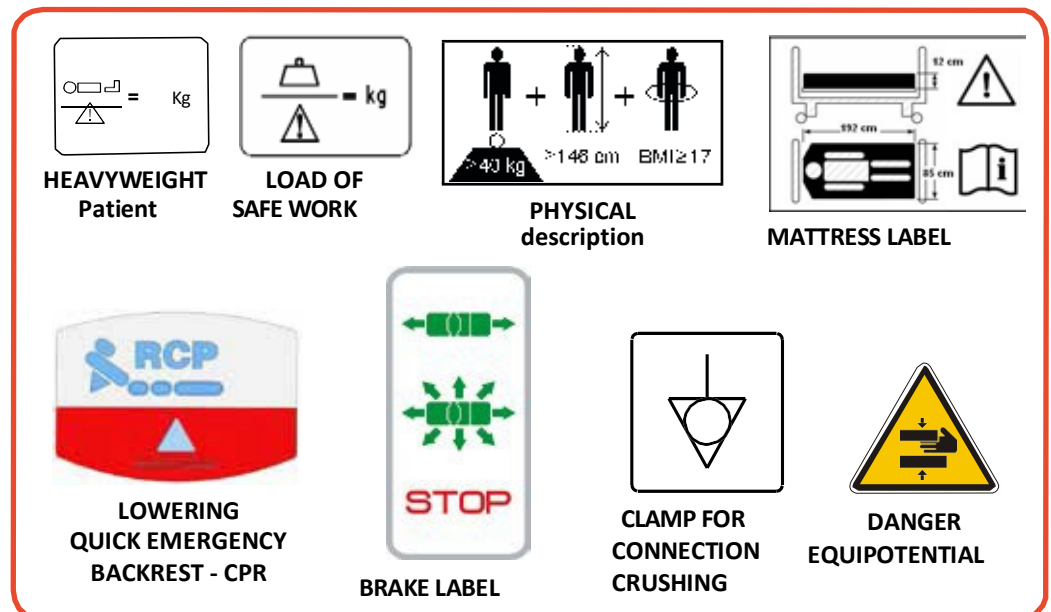 = Kg
HEAVYWEIGHT
Patient
= kg
LOAD OF
SAFE WORK
>40 kg
>146 cm
BMI≥17
PHYSICAL
description
12 cm
192 cm
85 cm
i
MATTRESS LABEL
RCP
LOWERING
QUICK EMERGENCY
BACKREST - CPR
STOP
BRAKE LABEL
CLAMP FOR
CONNECTION
CRUSHING
DANGER
EQUIPOTENTIAL